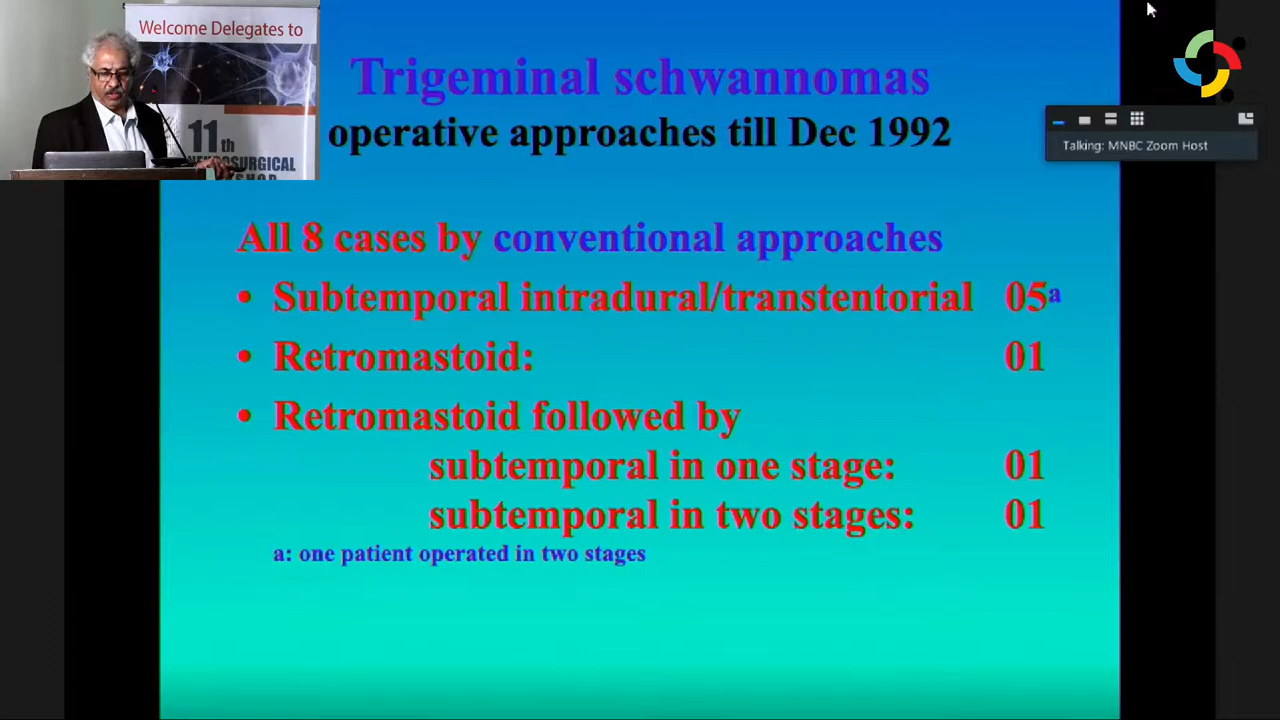 Welcome Delegates to
11th
NEUROSURGICAL
Trigeminal schwannomas
operative approaches till Dec 1992
Talking: MNBC Zoom Host
All 8 cases by conventional approaches
• Subtemporal intradural/transtentorial 05a
• Retromastoid: 01
• Retromastoid followed by
subtemporal in one stage: 01
subtemporal in two stages: 01
a: one patient operated in two stages